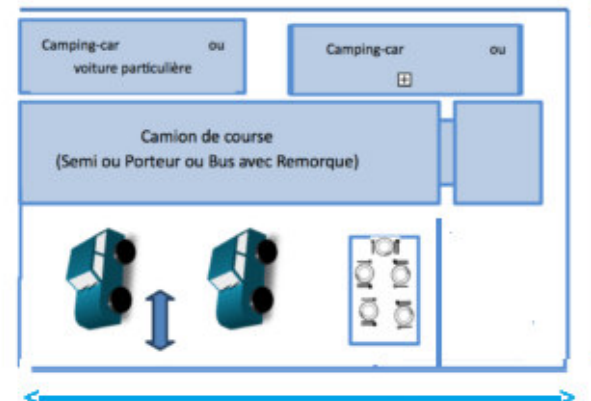 Camping-car ou
voiture particulière
Camping-car ou
Camion de course
(Semi ou Porteur ou Bus avec Remorque)